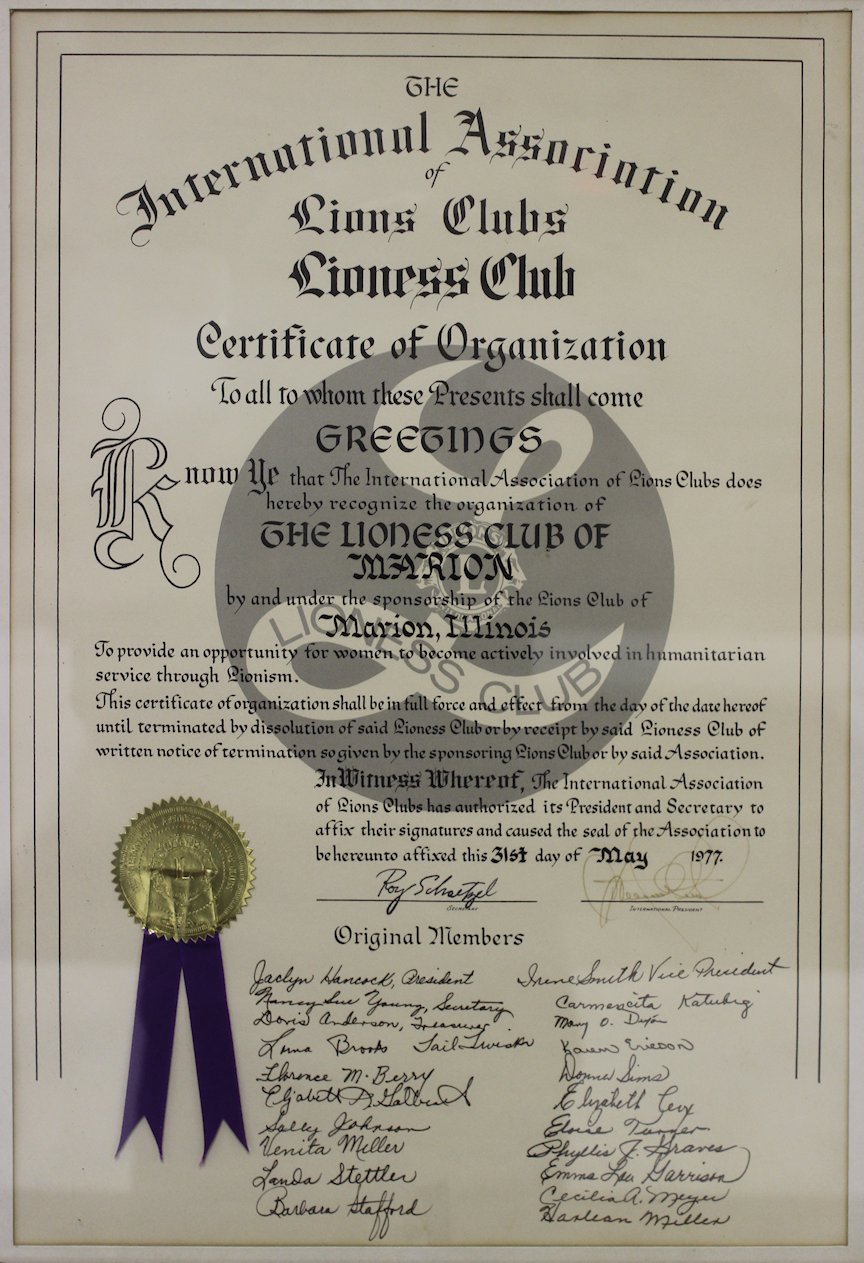 THE
International Association
of
Lions Clubs
Lioness Club
Certificate of Organization
To all to whom these Presents shall come
GREETINGS
Know Ye that The International Association of Lions Clubs does
hereby recognize the organization of
THE LIONESS CLUB OF
MARION
by and under the sponsorship of the Lions Club of
Marion, Illinois
LIONESS CLUB
To provide an opportunity for women to become actively involved in humanitarian
service through Lionism.
This certificate of organization shall be in full force and effect from the day of the date hereof
until terminated by dissolution of said Lioness Club or by receipt by said Lioness Club of
written notice of termination so given by the sponsoring Lions Club or by said Association.
In Witness Whereof, The International Association
of Lions Clubs has authorized its President and Secretary to
affix their signatures and caused the seal of the Association to
be hereunto affixed this 31st day of May 1977.
Roy Schaetzel
SECRETARY
INTERNATIONAL PRESIDENT
Original Members
Jaclyn Hancock, President
Nancy Sue Young, Secretary
Doris Anderson, Treasurer
Lorna Brooks Tail Twister
Florence M. Berry
Sally Johnson
Venita Miller
Landa Stettler
Barbara Stafford
Irene Smith Vice President
Carmencita Katubig
Mary O. Dixon
Karen Ericson
Donna Sims
Elizabeth
Eloise Turner
Phyllis J. Graves
Emma Lou Garrison
Cecilia A. Meyer
Harlean Miller